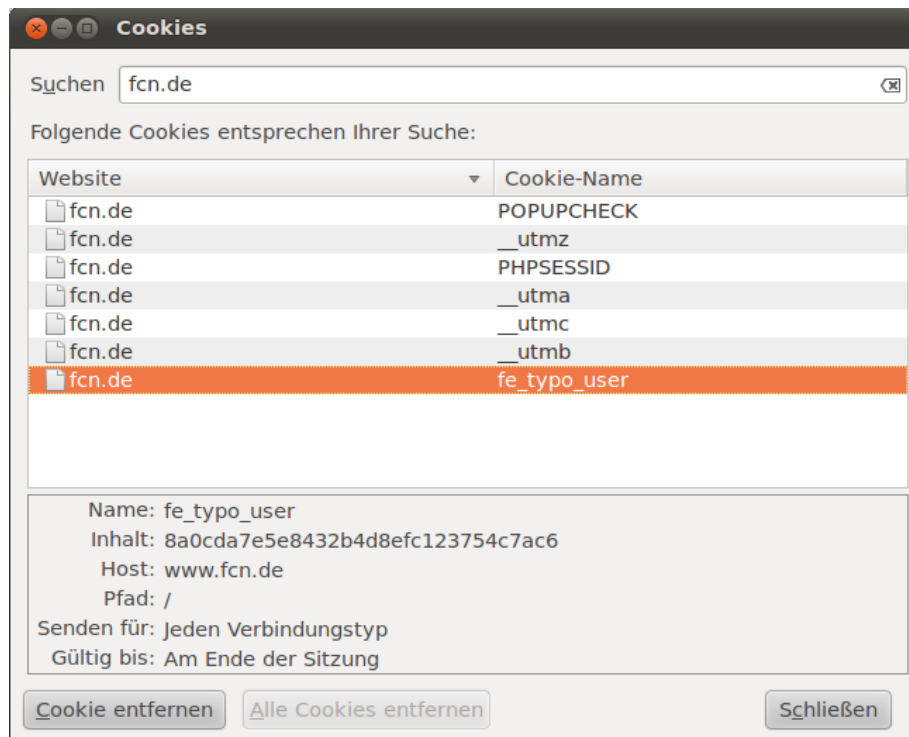 Cookies
Suchen fcn.de
Folgende Cookies entsprechen Ihrer Suche:
Website Cookie-Name
fcn.de POPUPCHECK
fcn.de __utmz
fcn.de PHPSESSID
fcn.de __utma
fcn.de __utmc
fcn.de __utmb
fcn.de fe_typo_user
Name: fe_typo_user
Inhalt: 8a0cda7e5e8432b4d8efc123754c7ac6
Host: www.fcn.de
Pfad: /
Senden für: Jeden Verbindungstyp
Gültig bis: Am Ende der Sitzung
Cookie entfernen Alle Cookies entfernen Schließen